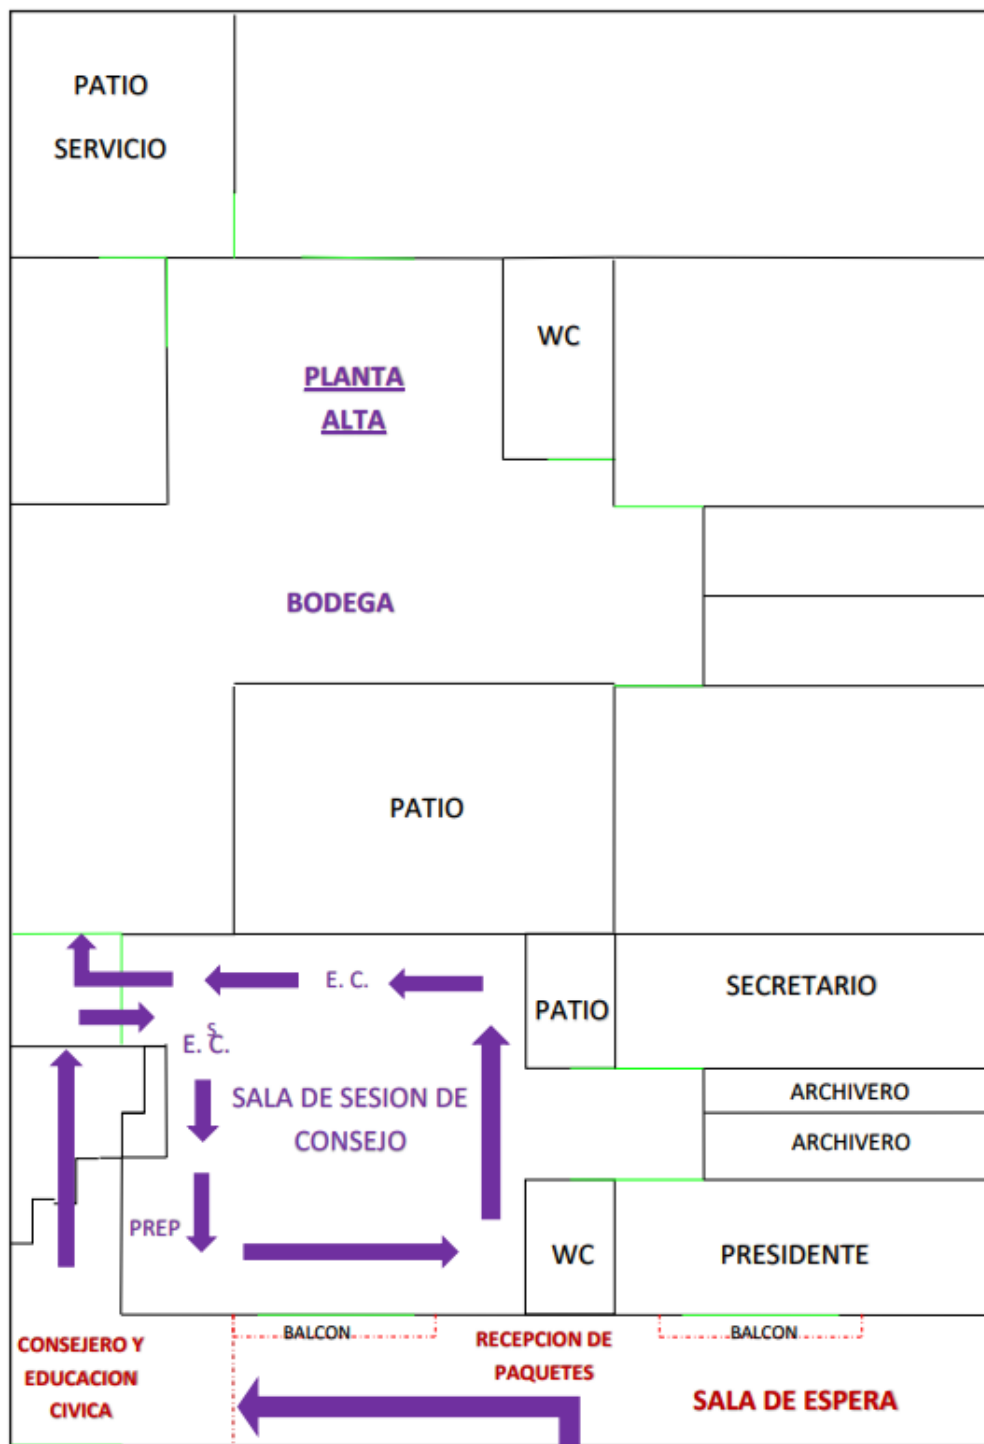 PATIO
SERVICIO
WC
PLANTA
ALTA
BODEGA
PATIO
E. C.
PATIO
SECRETARIO
S.
E. C.
SALA DE SESION DE
CONSEJO
ARCHIVERO
ARCHIVERO
PREP
WC
PRESIDENTE
BALCON
BALCON
CONSEJERO Y
EDUCACION
CIVICA
RECEPCION DE
PAQUETES
SALA DE ESPERA